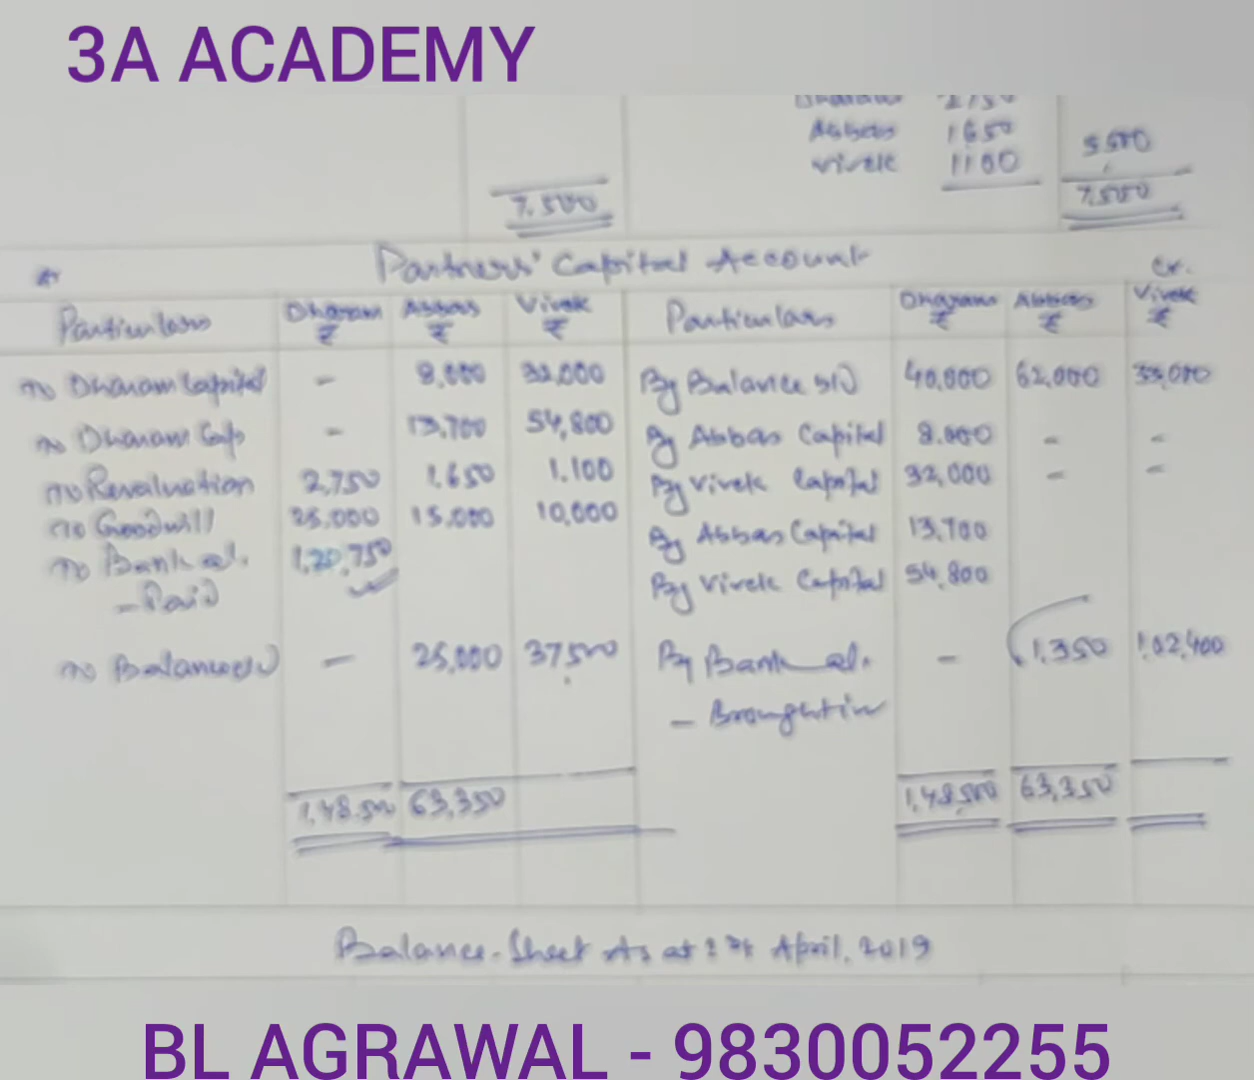 3A ACADEMY
Dharam 2750
Abbas 1650
Vivek 1100 5500
7,500 7,500
Partners' Capital Account
Dr Cr.
Particulars Dharam ₹ Abbas ₹ Vivek ₹ Particulars Dharam ₹ Abbas ₹ Vivek ₹
To Dharam Capital - 8,000 32,000 By Balance b/d 40,000 62,000 33,000
To Dharam Cap - 13,700 54,800 By Abbas Capital 8,000 - -
To Revaluation 2,750 1,650 1,100 By Vivek Capital 32,000 - -
To Goodwill 25,000 15,000 10,000 By Abbas Capital 13,700
To Bank a/c. 1,20,750 By Vivek Capital 54,800
- Paid
To Balance c/d - 25,000 37,500 By Bank a/c. - 1,350 1,02,400
- Brought in
1,48,500 63,350 1,48,500 63,350
Balance-Sheet As at 1st April, 2019
BL AGRAWAL - 9830052255